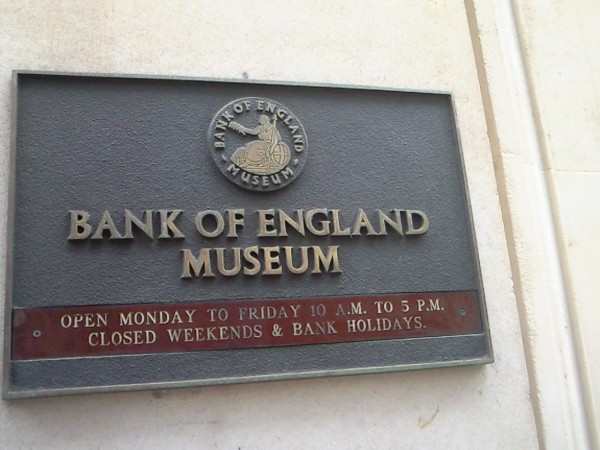 BANK OF ENGLAND
MUSEUM
BANK OF ENGLAND
MUSEUM
OPEN MONDAY TO FRIDAY 10 A.M. TO 5 P.M.
CLOSED WEEKENDS & BANK HOLIDAYS.